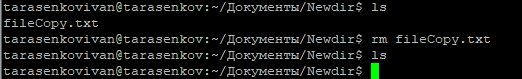 tarasenkovivan@tarasenkov:~/Документы/Newdir$ ls
fileCopy.txt
tarasenkovivan@tarasenkov:~/Документы/Newdir$ rm fileCopy.txt
tarasenkovivan@tarasenkov:~/Документы/Newdir$ ls
tarasenkovivan@tarasenkov:~/Документы/Newdir$